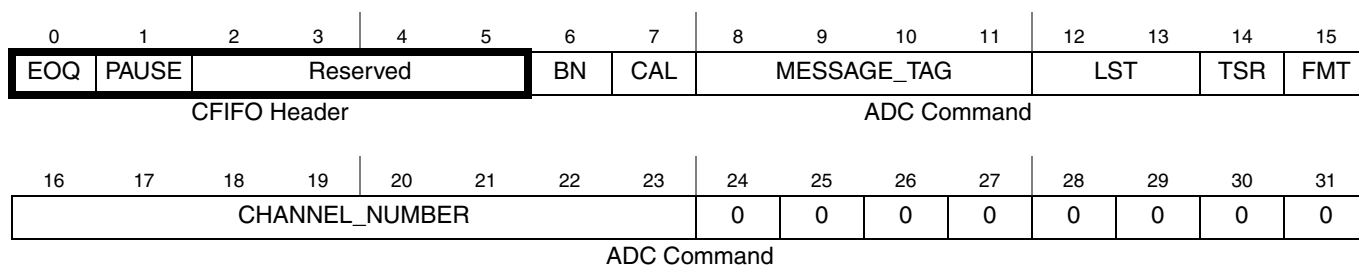 0 1 2 3 4 5 6 7 8 9 10 11 12 13 14 15
EOQ PAUSE Reserved BN CAL MESSAGE_TAG LST TSR FMT
CFIFO Header ADC Command
16 17 18 19 20 21 22 23 24 25 26 27 28 29 30 31
CHANNEL_NUMBER 0 0 0 0 0 0 0 0
ADC Command